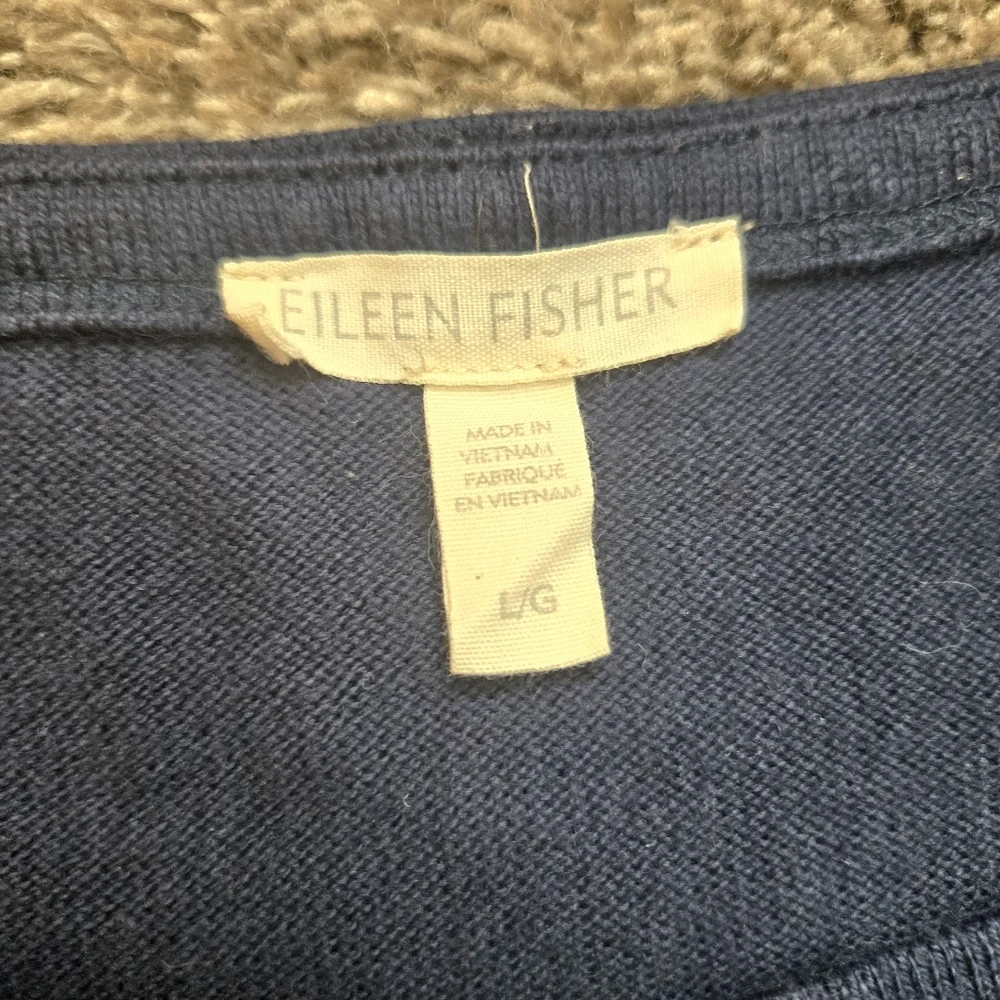 EILEEN FISHER
MADE IN
VIETNAM
FABRIQUÉ
EN VIETNAM
L/G